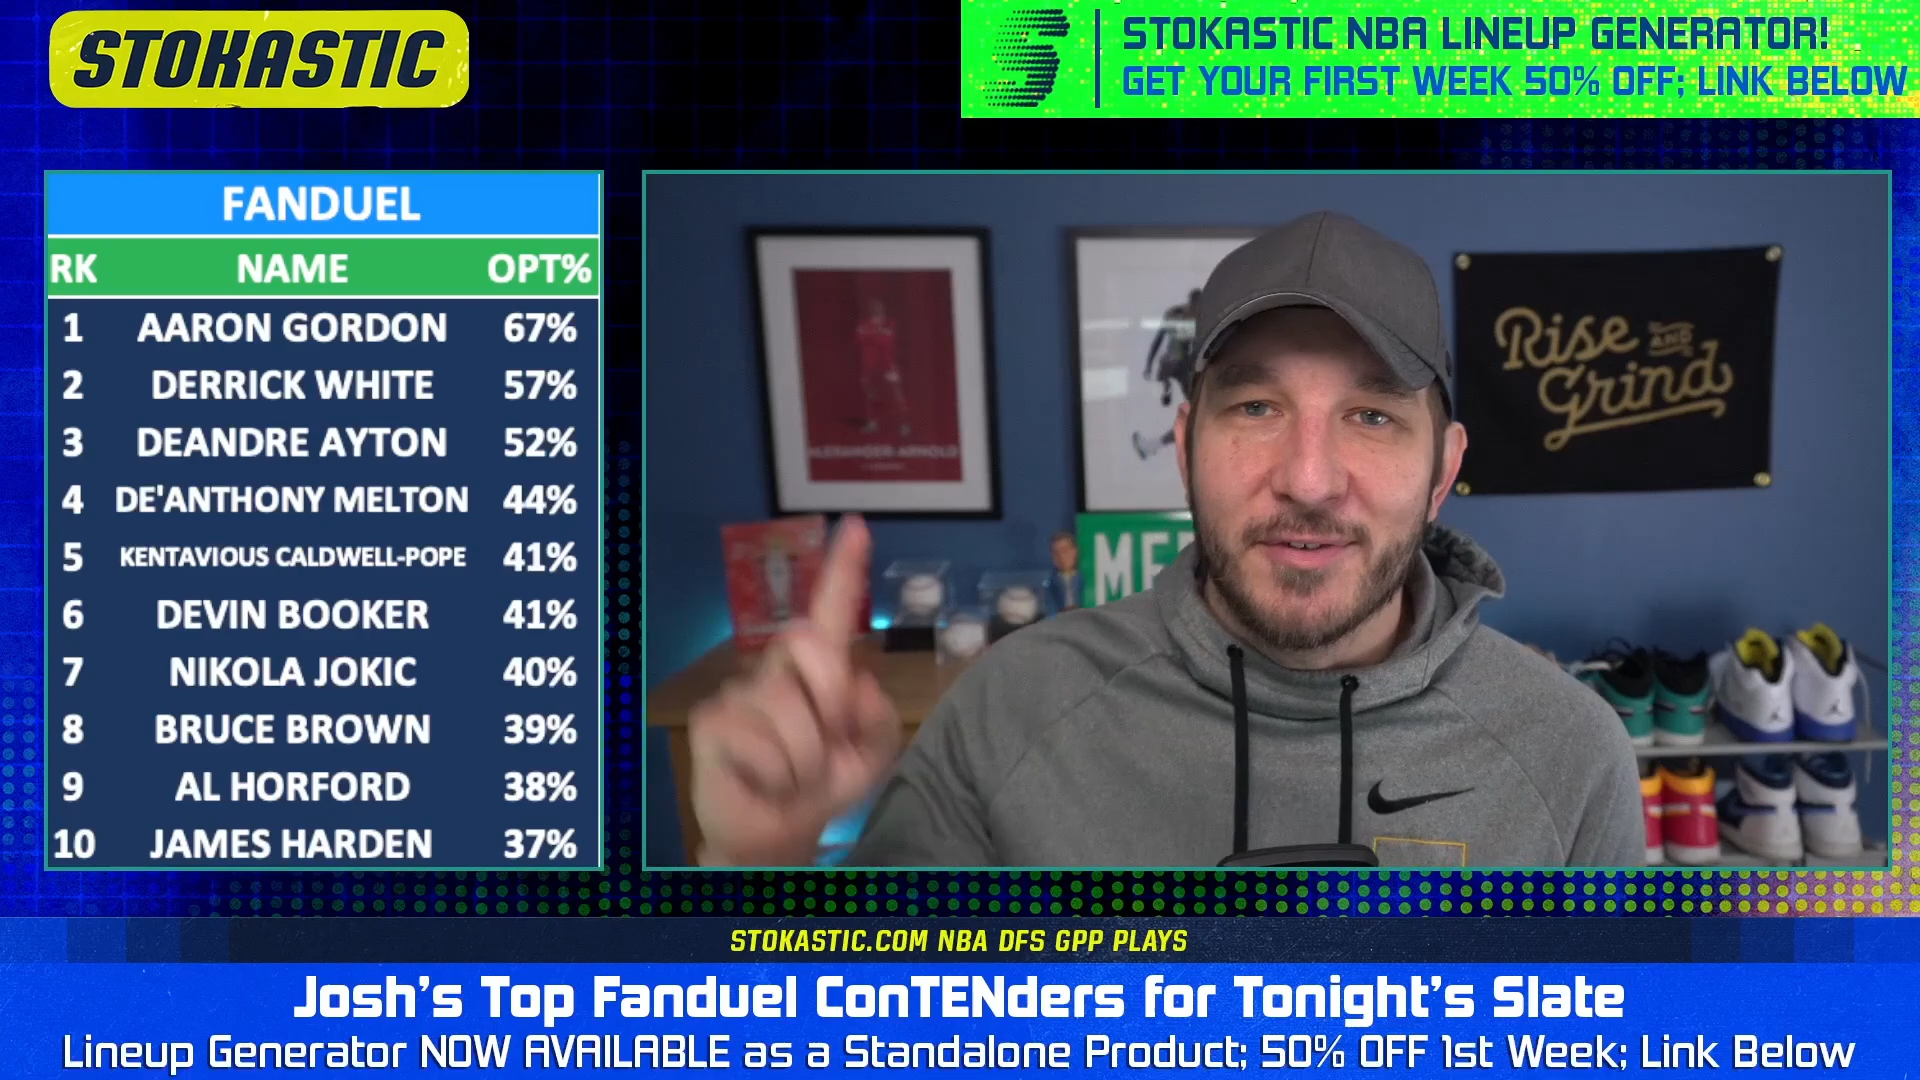 STOKASTIC
STOKASTIC NBA LINEUP GENERATOR!
GET YOUR FIRST WEEK 50% OFF; LINK BELOW
FANDUEL
RK NAME OPT%
1 AARON GORDON 67%
2 DERRICK WHITE 57%
3 DEANDRE AYTON 52%
4 DE'ANTHONY MELTON 44%
5 KENTAVIOUS CALDWELL-POPE 41%
6 DEVIN BOOKER 41%
7 NIKOLA JOKIC 40%
8 BRUCE BROWN 39%
9 AL HORFORD 38%
10 JAMES HARDEN 37%
ALEXANDER-ARNOLD
Rise AND
Grind
STOKASTIC.COM NBA DFS GPP PLAYS
Josh's Top Fanduel ConTENders for Tonight's Slate
Lineup Generator NOW AVAILABLE as a Standalone Product; 50% OFF 1st Week; Link Below